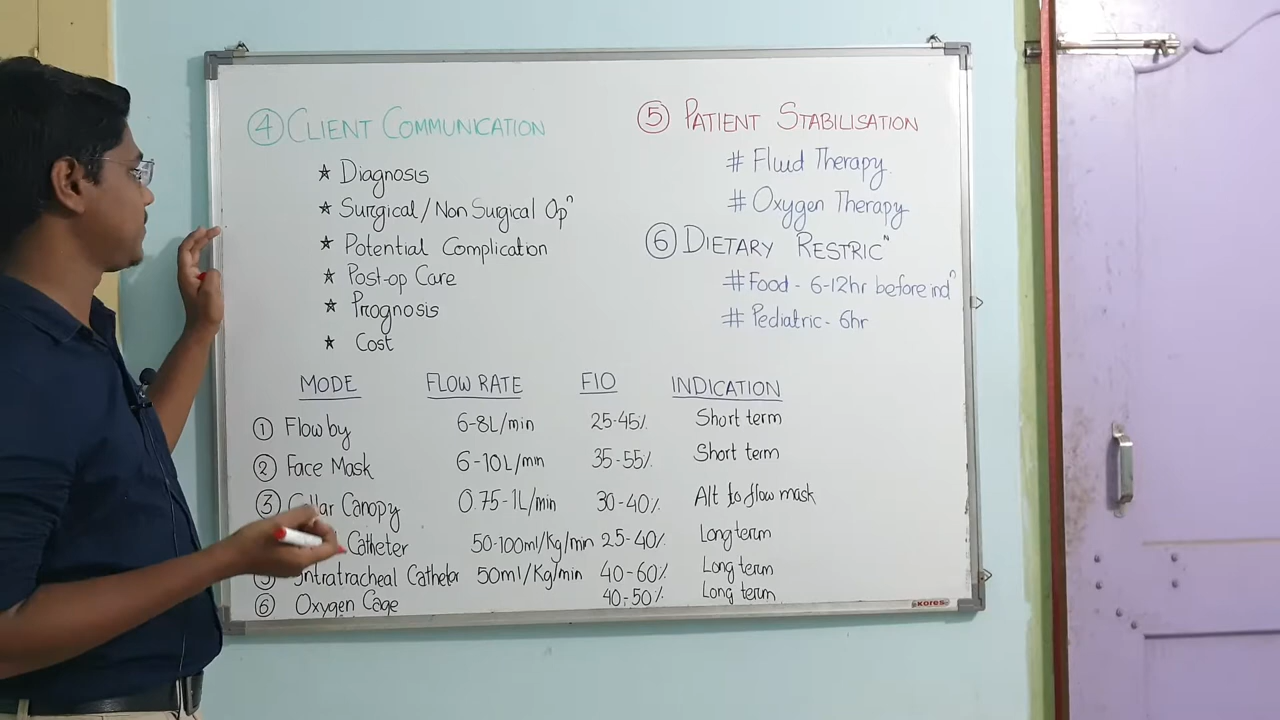 ④ CLIENT COMMUNICATION
☆ Diagnosis
☆ Surgical/Non Surgical Opⁿ
☆ Potential Complication
☆ Post-op Care
☆ Prognosis
☆ Cost
⑤ PATIENT STABILISATION
# Fluid Therapy
# Oxygen Therapy
⑥ DIETARY RESTRICⁿ
# Food - 6-12hr before indⁿ
# Pediatric - 6hr
MODE FLOW RATE FIO INDICATION
① Flow by 6-8L/min 25-45% Short term
② Face Mask 6-10L/min 35-55% Short term
③ Collar Canopy 0.75-1L/min 30-40% Alt to flow mask
Catheter 50-100ml/Kg/mn 25-40% Long term
⑤ Intratracheal Catheter 50ml/Kg/min 40-60% Long term
⑥ Oxygen Cage 40-50% Long term
KORES